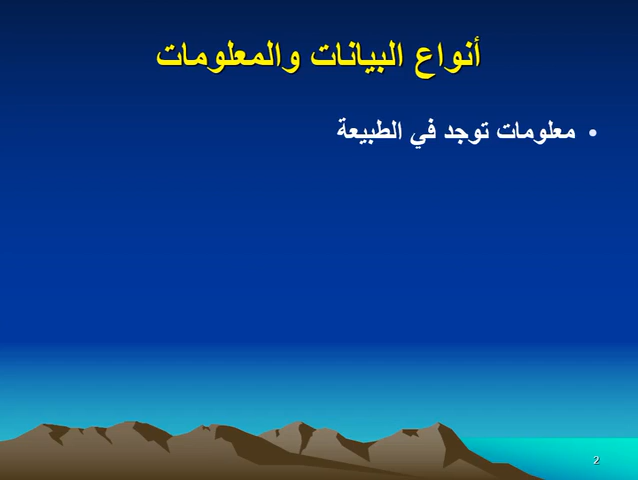 أنواع البيانات والمعلومات
• معلومات توجد في الطبيعة
2